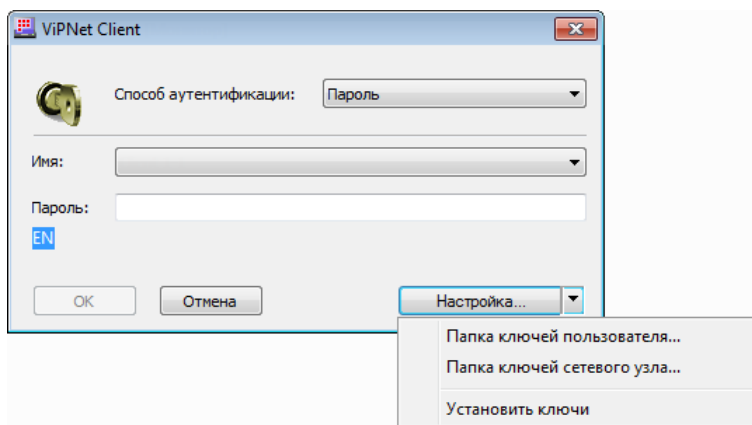 ViPNet Client
Способ аутентификации: Пароль
Имя:
Пароль:
EN
OK Отмена Настройка...
Папка ключей пользователя...
Папка ключей сетевого узла...
Установить ключи